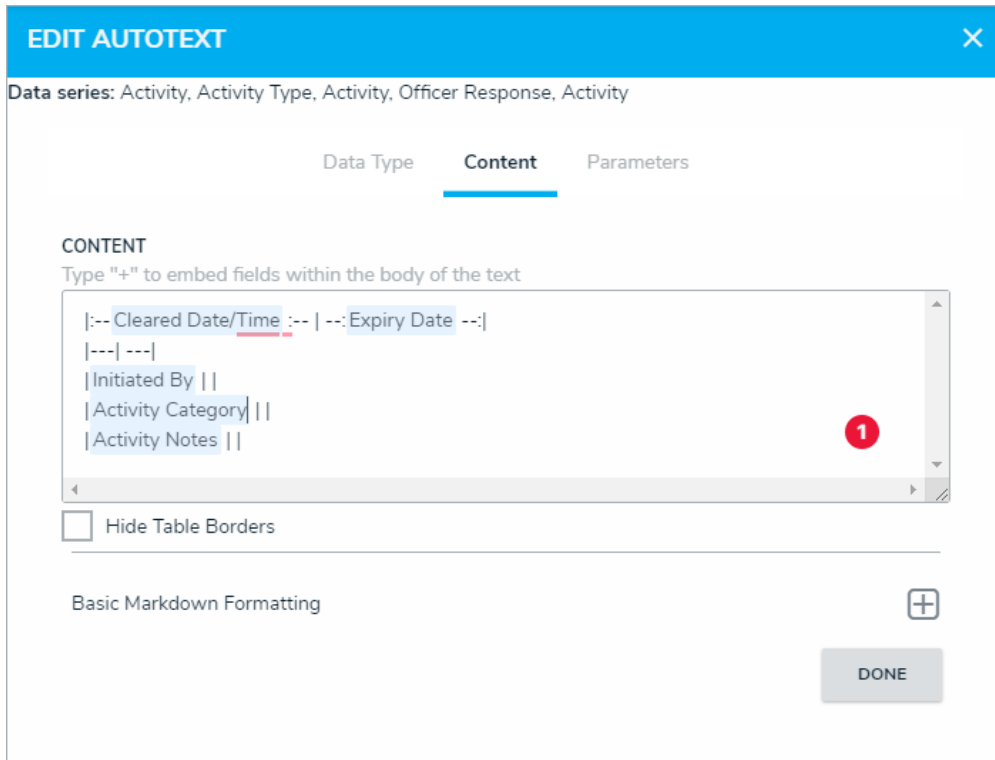 EDIT AUTOTEXT
Data series: Activity, Activity Type, Activity, Officer Response, Activity
Data Type Content Parameters
CONTENT
Type "+" to embed fields within the body of the text
|:-- Cleared Date/Time :-- | --: Expiry Date --:|
|---| ---|
|Initiated By | |
|Activity Category | |
|Activity Notes | |
1
Hide Table Borders
Basic Markdown Formatting
DONE